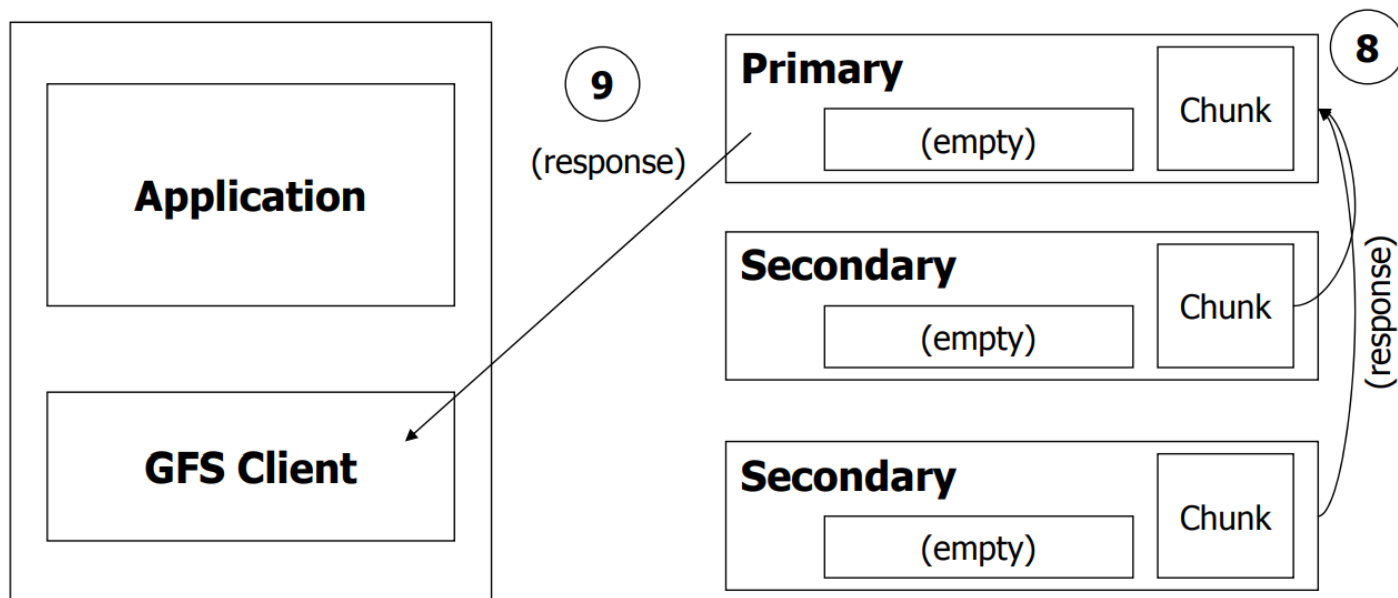 Application
GFS Client
9
(response)
Primary
(empty)
Chunk
8
Secondary
(empty)
Chunk
(response)
Secondary
(empty)
Chunk